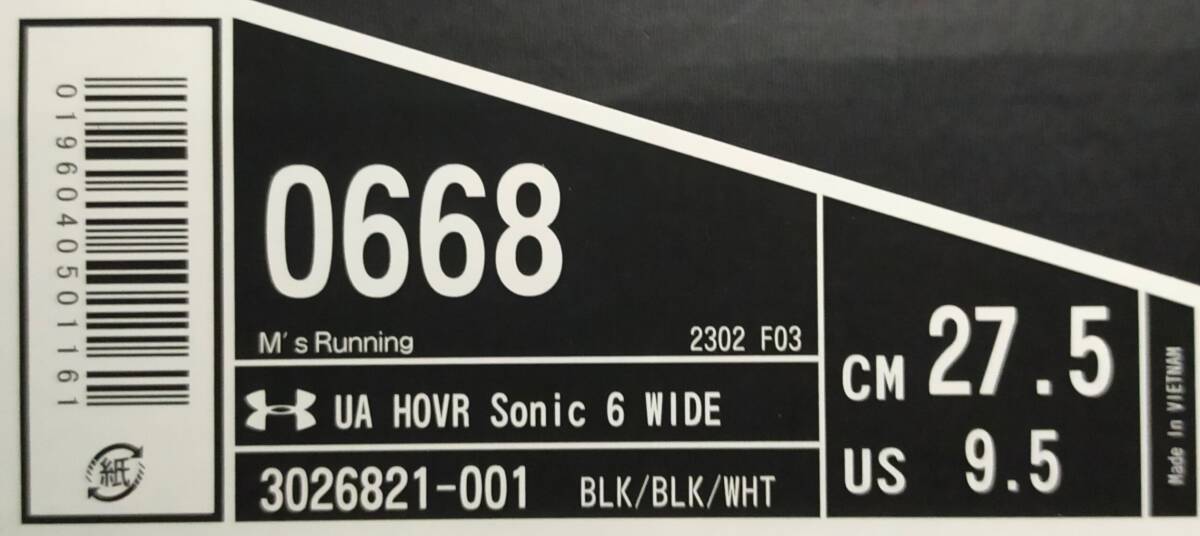 0196040501161
紙
0668
M's Running
2302 F03
UA HOVR Sonic 6 WIDE
3026821-001
BLK/BLK/WHT
CM 27.5
US 9.5
Made In VIETNAM